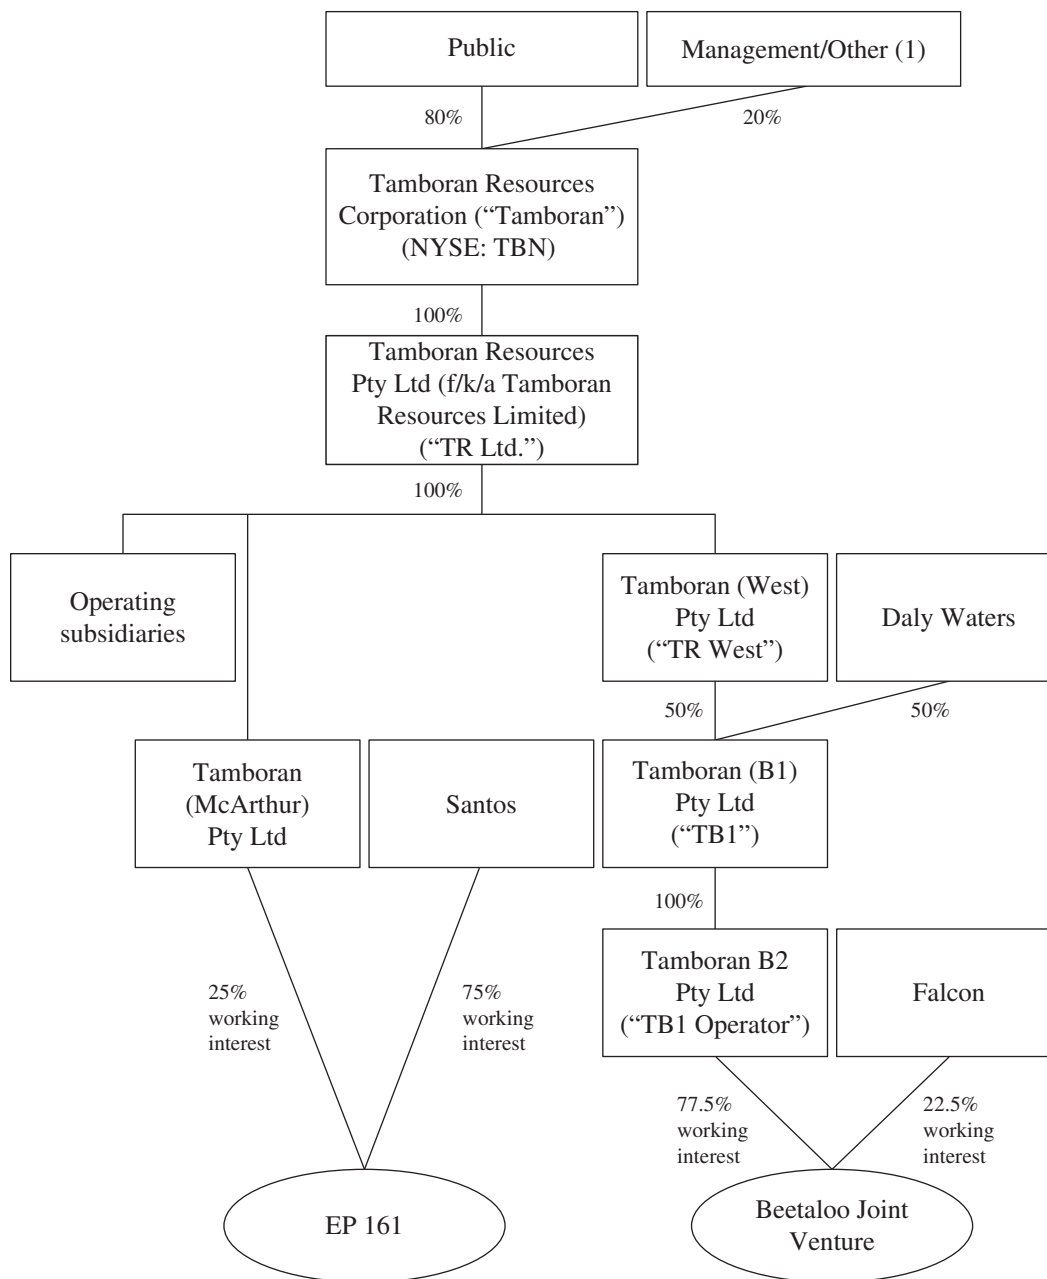 Public
Management/Other (1)
80%
20%
Tamboran Resources
Corporation (“Tamboran”)
(NYSE: TBN)
100%
Tamboran Resources
Pty Ltd (f/k/a Tamboran
Resources Limited)
(“TR Ltd.”)
100%
Operating
subsidiaries
Tamboran (West)
Pty Ltd
(“TR West”)
Daly Waters
50%
50%
Tamboran
(McArthur)
Pty Ltd
Santos
Tamboran (B1)
Pty Ltd
(“TB1”)
100%
Tamboran B2
Pty Ltd
(“TB1 Operator”)
Falcon
25%
working
interest
75%
working
interest
77.5%
working
interest
22.5%
working
interest
EP 161
Beetaloo Joint
Venture